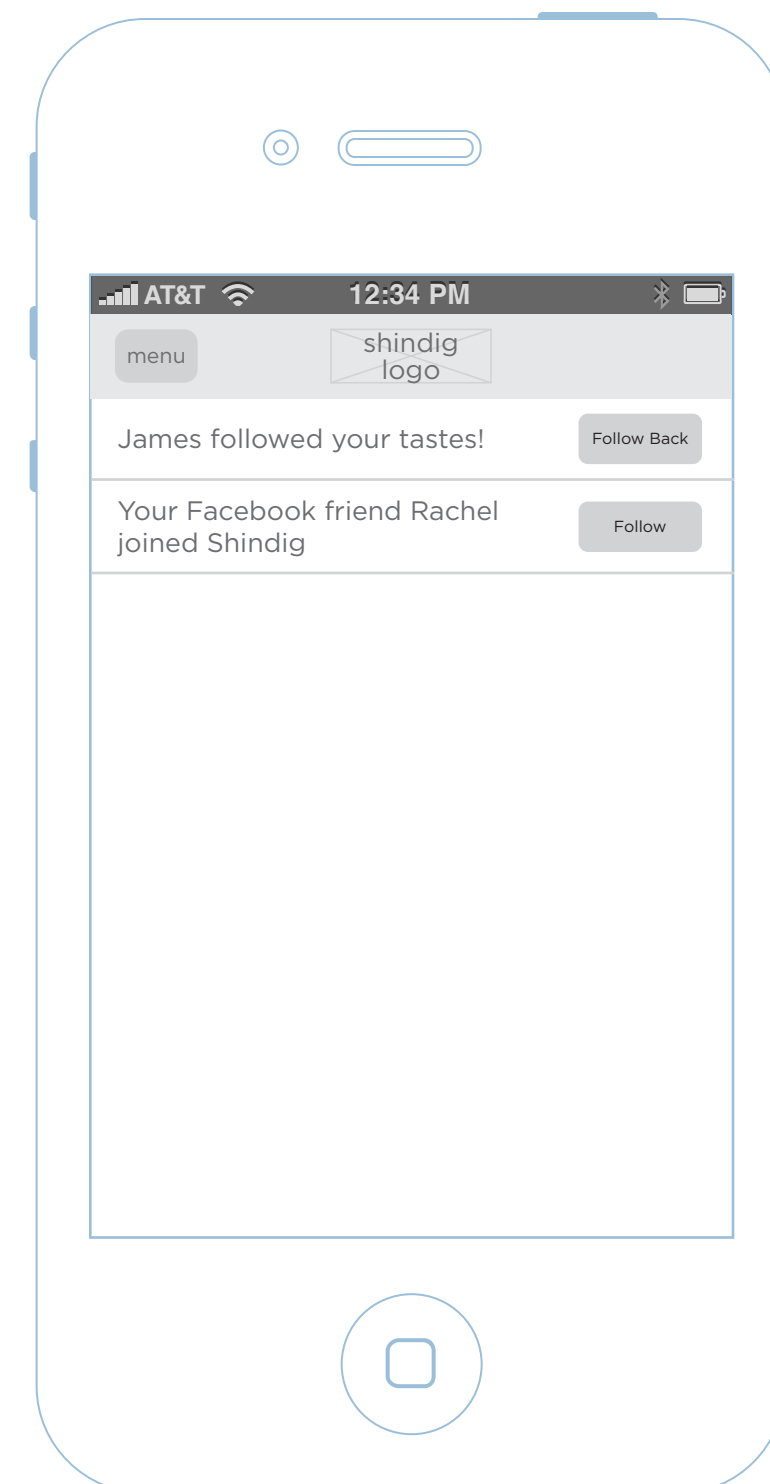 AT&T 12:34 PM
menu
shindig
logo
James followed your tastes!
Follow Back
Your Facebook friend Rachel
joined Shindig
Follow